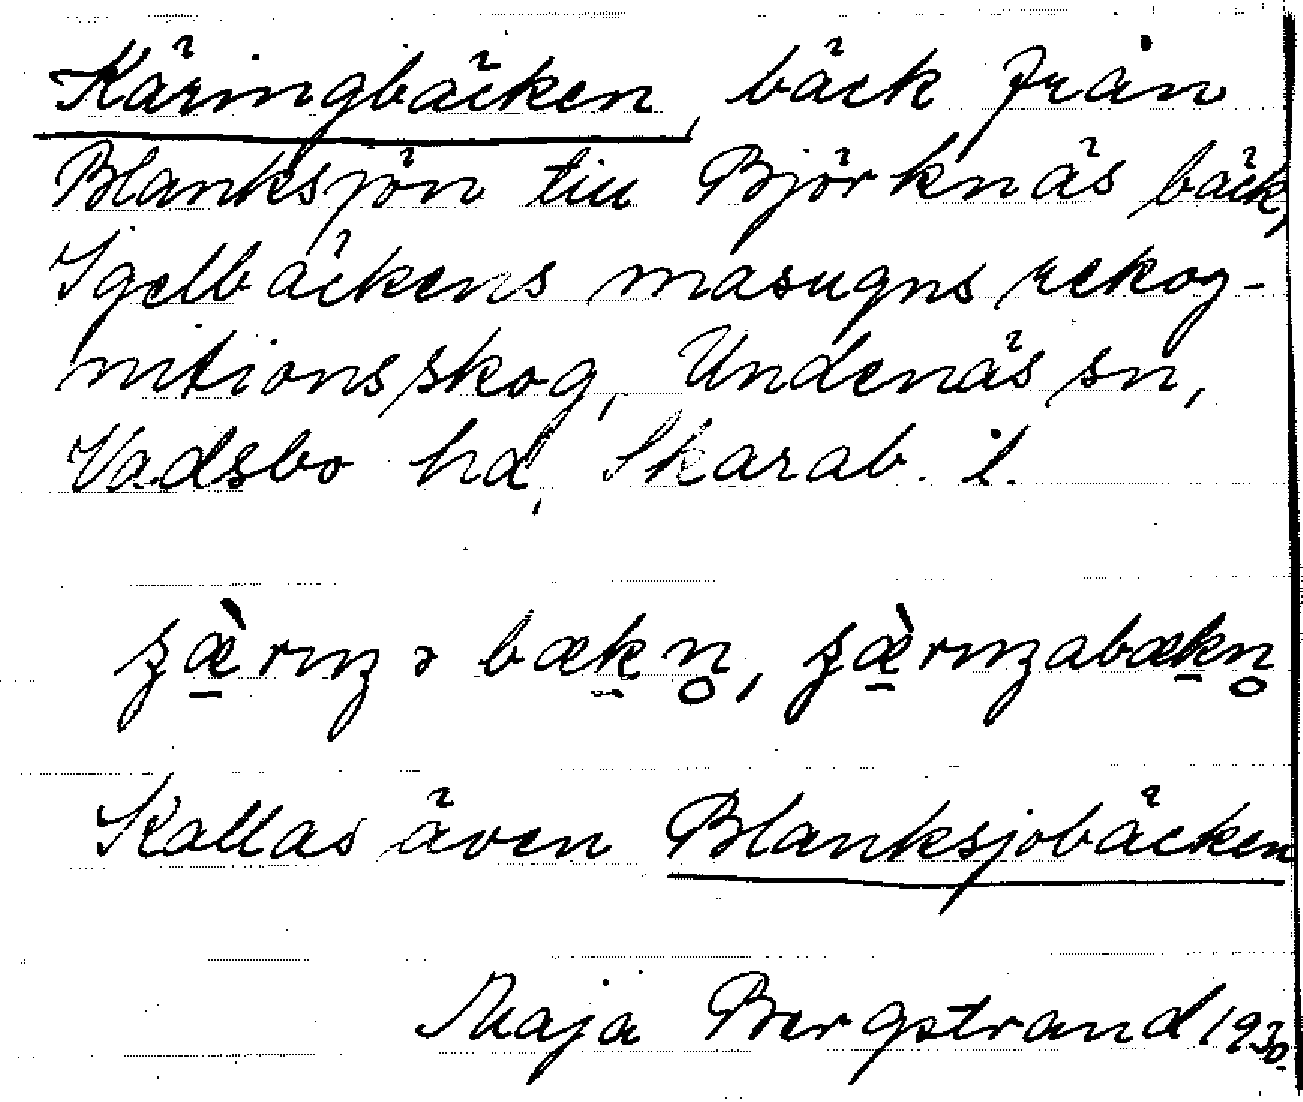 Käringbäcken, bäck från
Blanksjön till Björknäs bäck,
Igelbäckens masugns rekog-
nitionsskog, Undenäs sn,
Vadsbo hd, Skarab. l.
Kallas även Blanksjöbäcken
Maja Bergstrand 1930.